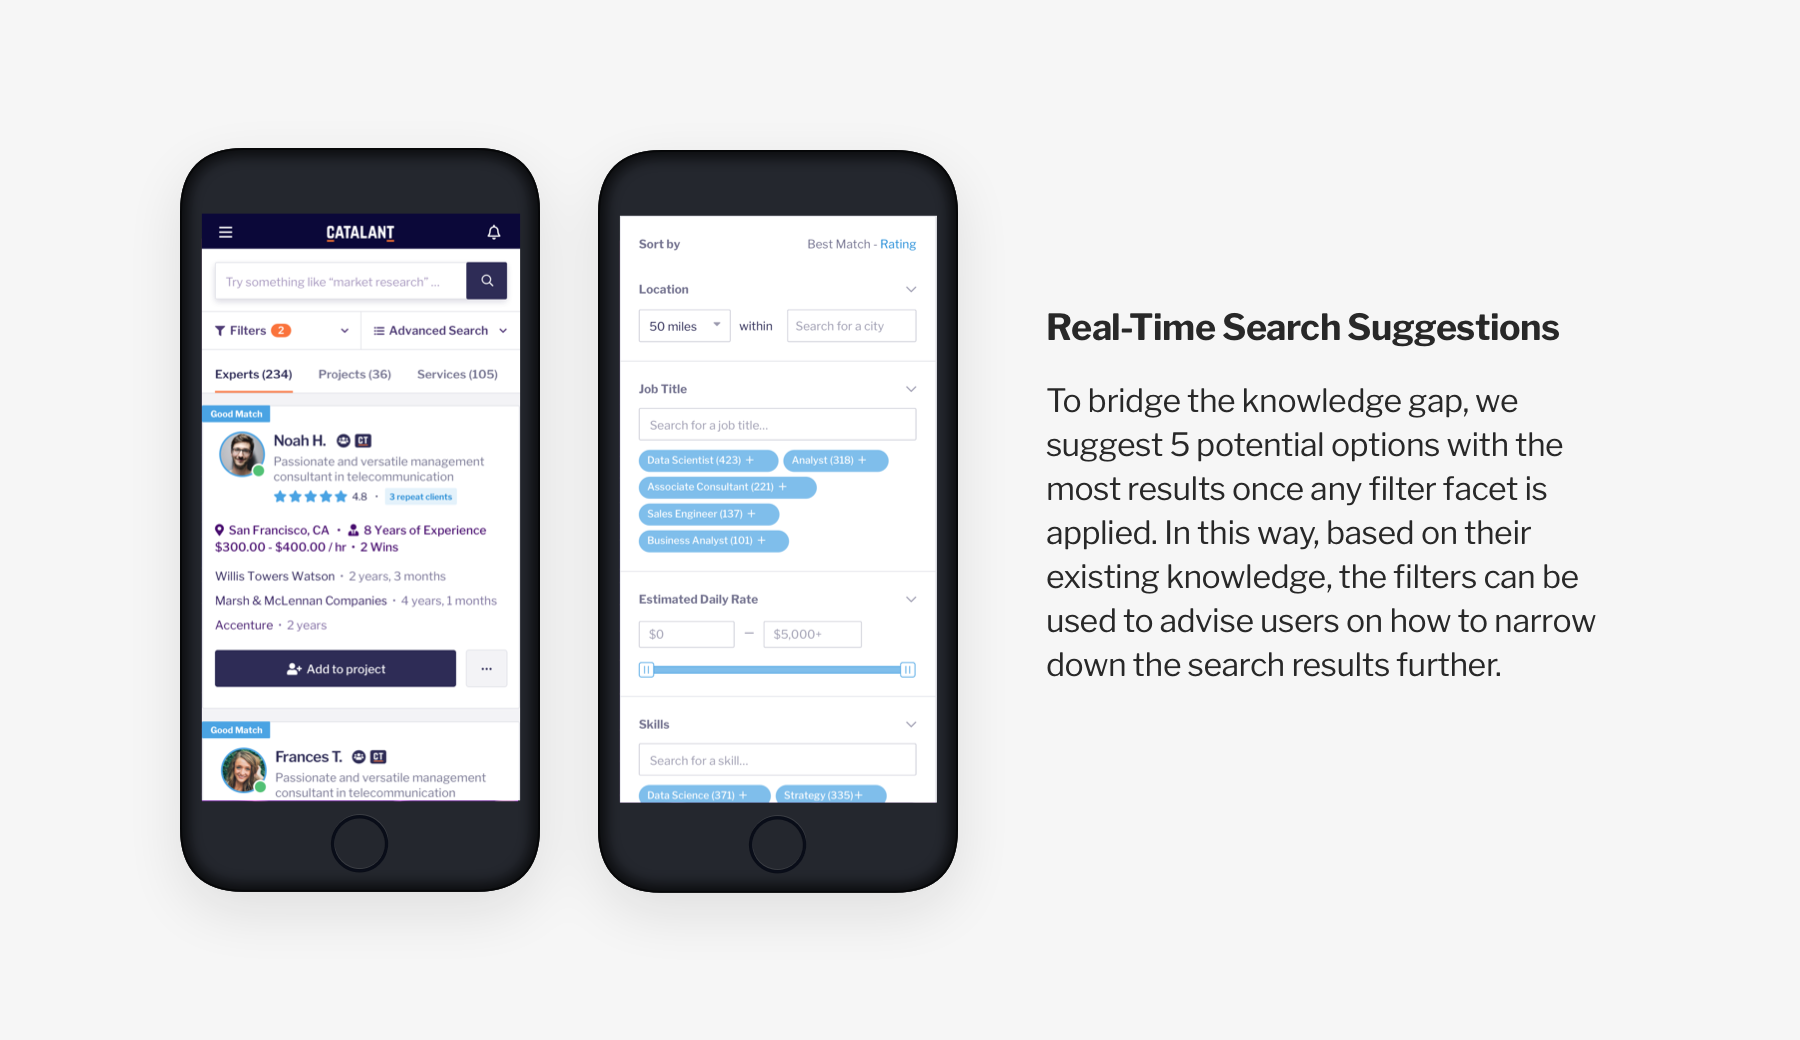 CATALANT
Try something like “market research” ...
Filters 2
Advanced Search
Experts (234) Projects (36) Services (105)
Good Match
Noah H. CT
Passionate and versatile management
consultant in telecommunication
4.8 • 3 repeat clients
San Francisco, CA • 8 Years of Experience
$300.00 - $400.00 / hr • 2 Wins
Willis Towers Watson • 2 years, 3 months
Marsh & McLennan Companies • 4 years, 1 months
Accenture • 2 years
Add to project ...
Good Match
Frances T. CT
Passionate and versatile management
consultant in telecommunication
Sort by Best Match - Rating
Location
50 miles within Search for a city
Job Title
Search for a job title...
Data Scientist (423) + Analyst (318) +
Associate Consultant (221) +
Sales Engineer (137) +
Business Analyst (101) +
Estimated Daily Rate
$0 – $5,000+
Skills
Search for a skill...
Data Science (371) + Strategy (335)+
Real-Time Search Suggestions
To bridge the knowledge gap, we
suggest 5 potential options with the
most results once any filter facet is
applied. In this way, based on their
existing knowledge, the filters can be
used to advise users on how to narrow
down the search results further.